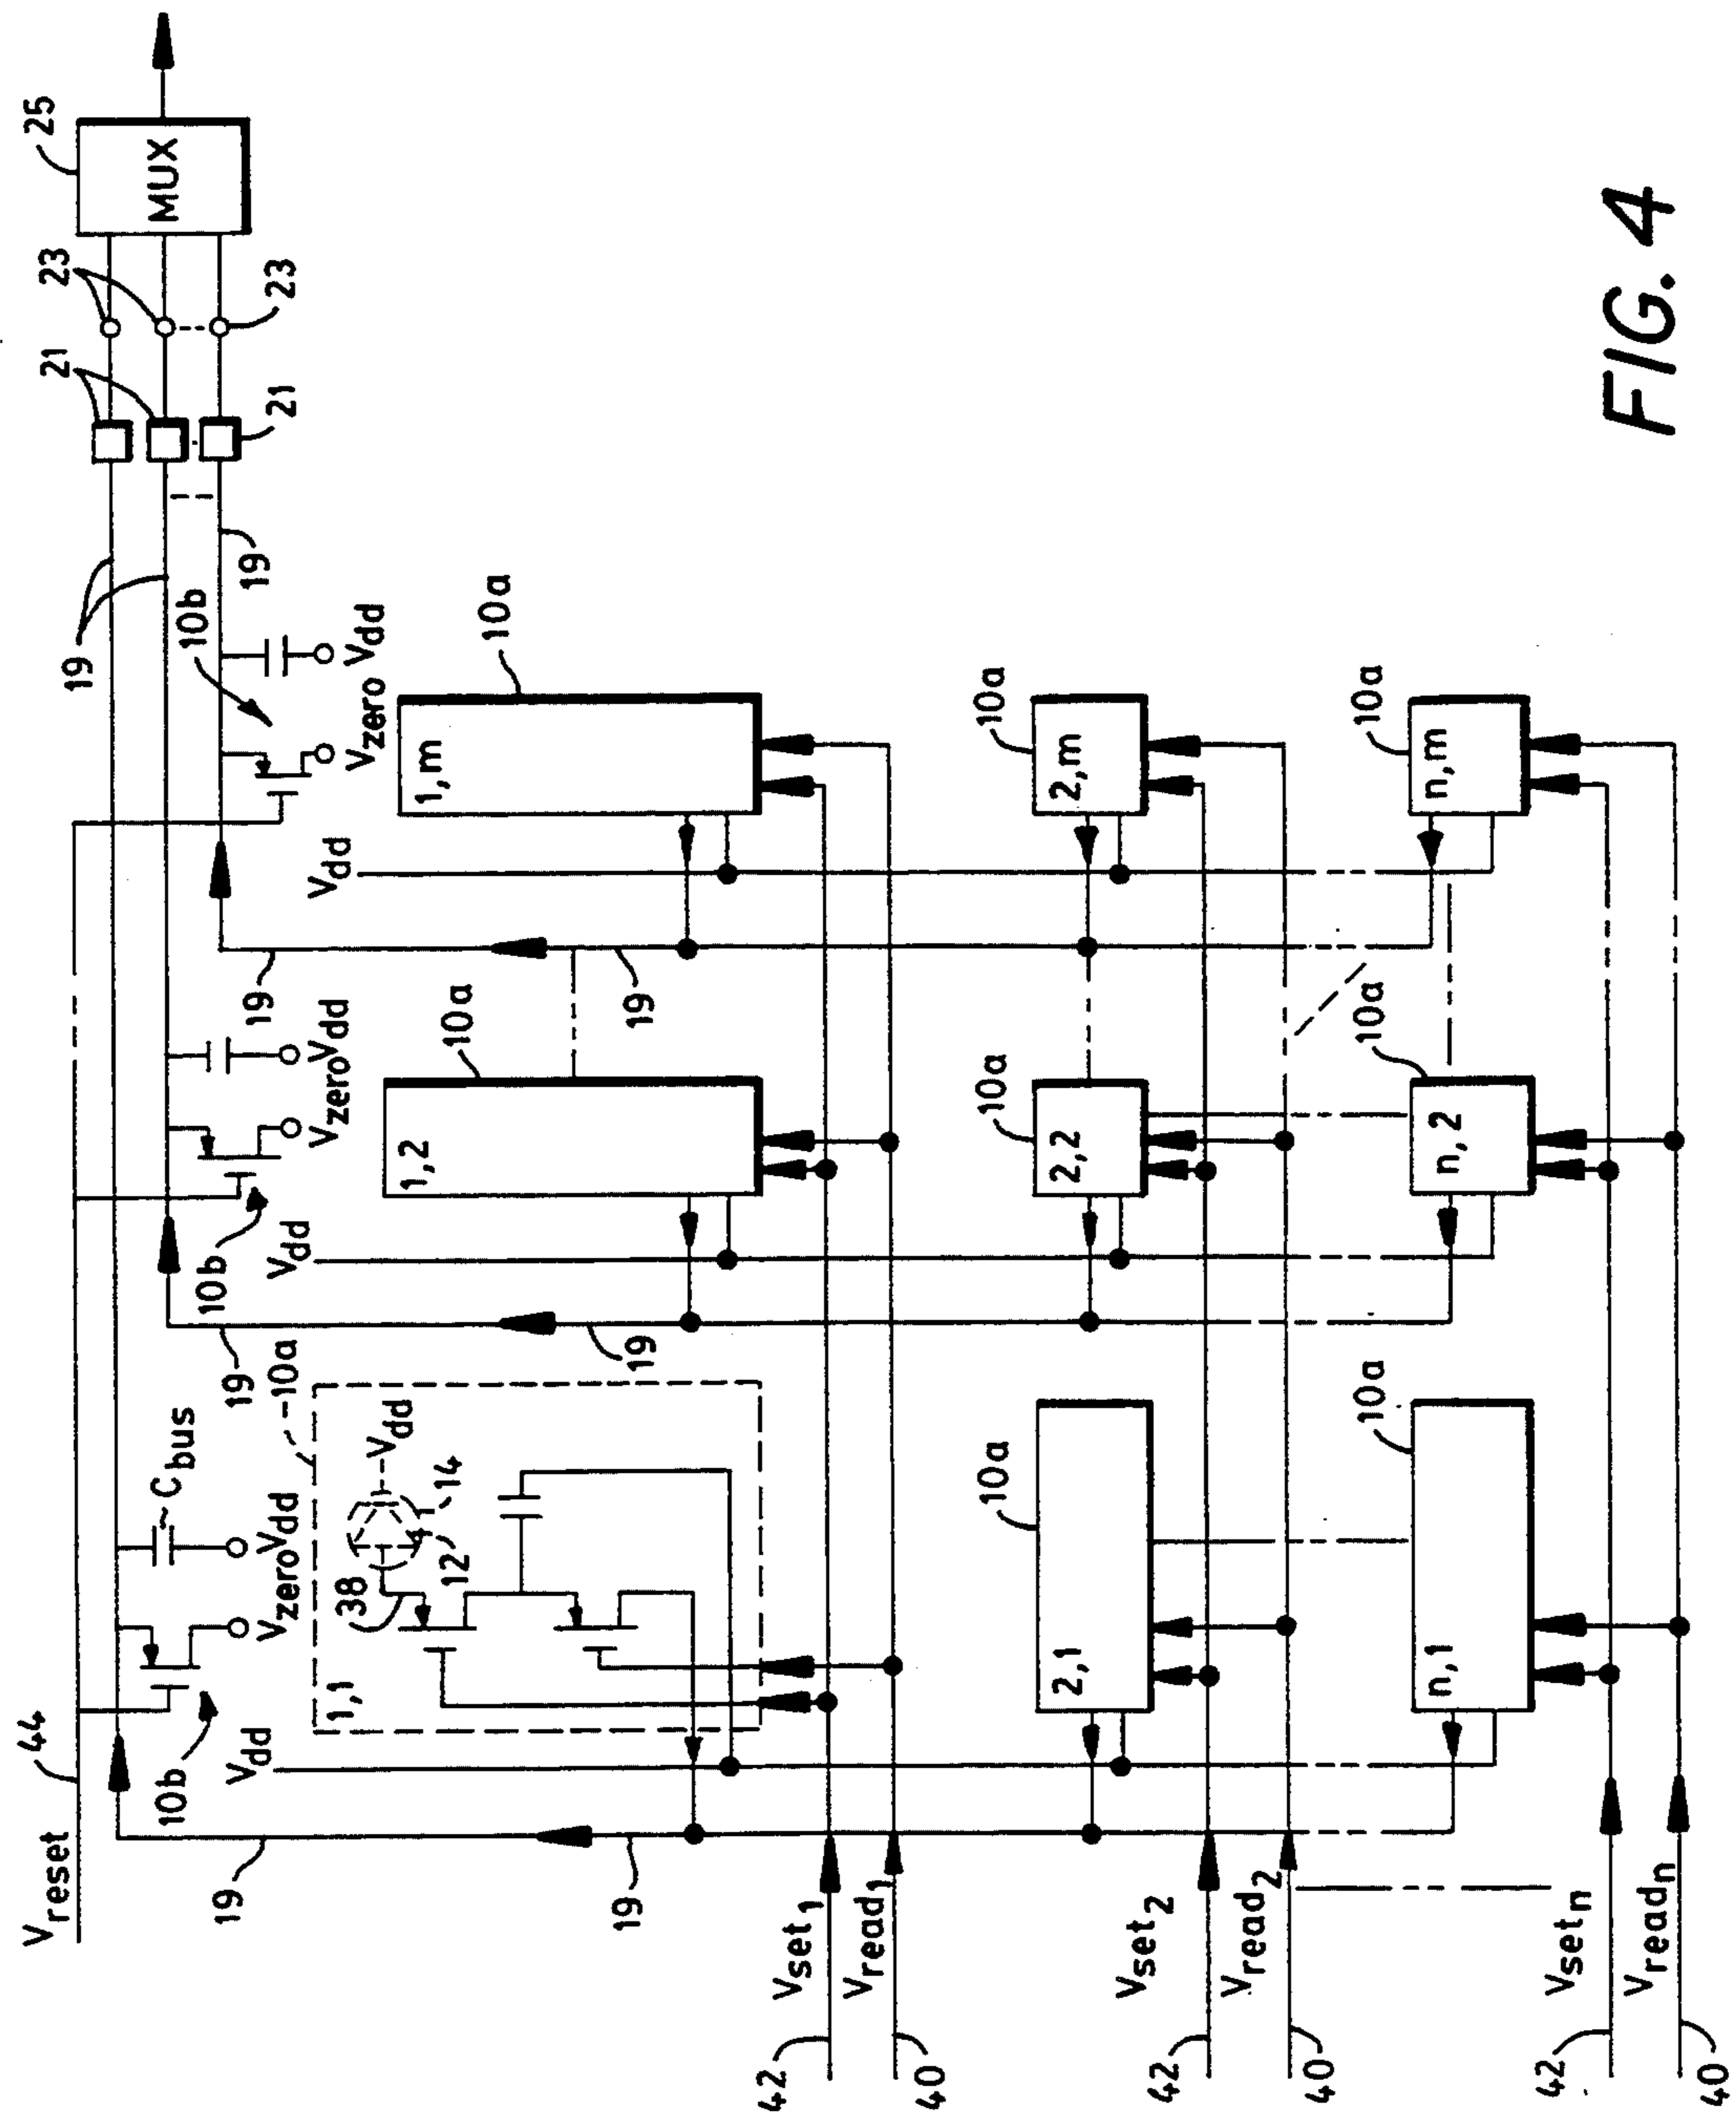 Vreset
44
19
10b
Vzero
Vdd
Cbus
Vdd
10a
1,1
38
12
14
Vdd
19
19
10b
Vzero
Vdd
Vdd
1,2
10a
19
19
10b
Vzero
Vdd
Vdd
1,m
10a
19
19
19
21
21
23
23
25
MUX
42
Vset1
40
Vread1
2,1
10a
2,2
10a
2,m
10a
42
Vset2
40
Vread2
n,1
10a
n,2
10a
n,m
10a
42
Vsetn
40
Vreadn
19
FIG. 4